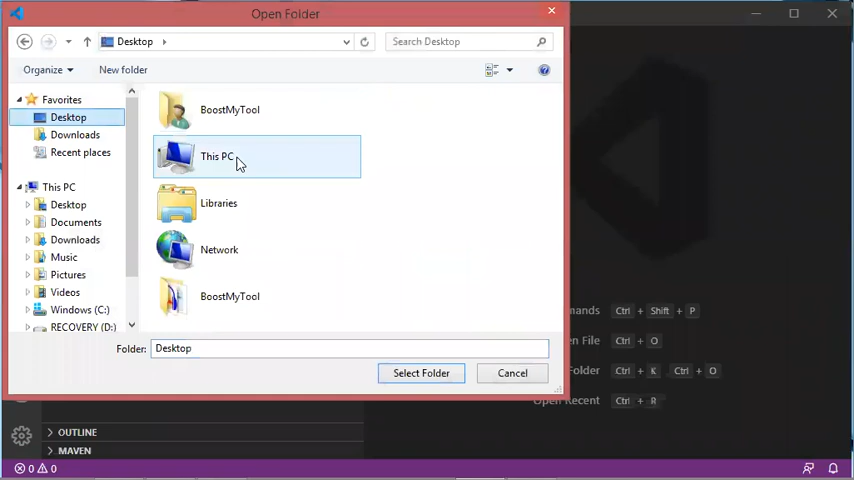 Open Folder
Desktop
Search Desktop
Organize
New folder
Favorites
Desktop
Downloads
Recent places
This PC
Desktop
Documents
Downloads
Music
Pictures
Videos
Windows (C:)
RECOVERY (D:)
BoostMyTool
This PC
Libraries
Network
BoostMyTool
Folder: Desktop
Select Folder Cancel
Ctrl + Shift + P
File Ctrl + O
Folder Ctrl + K Ctrl + O
Open Recent Ctrl + R
OUTLINE
MAVEN
0 0